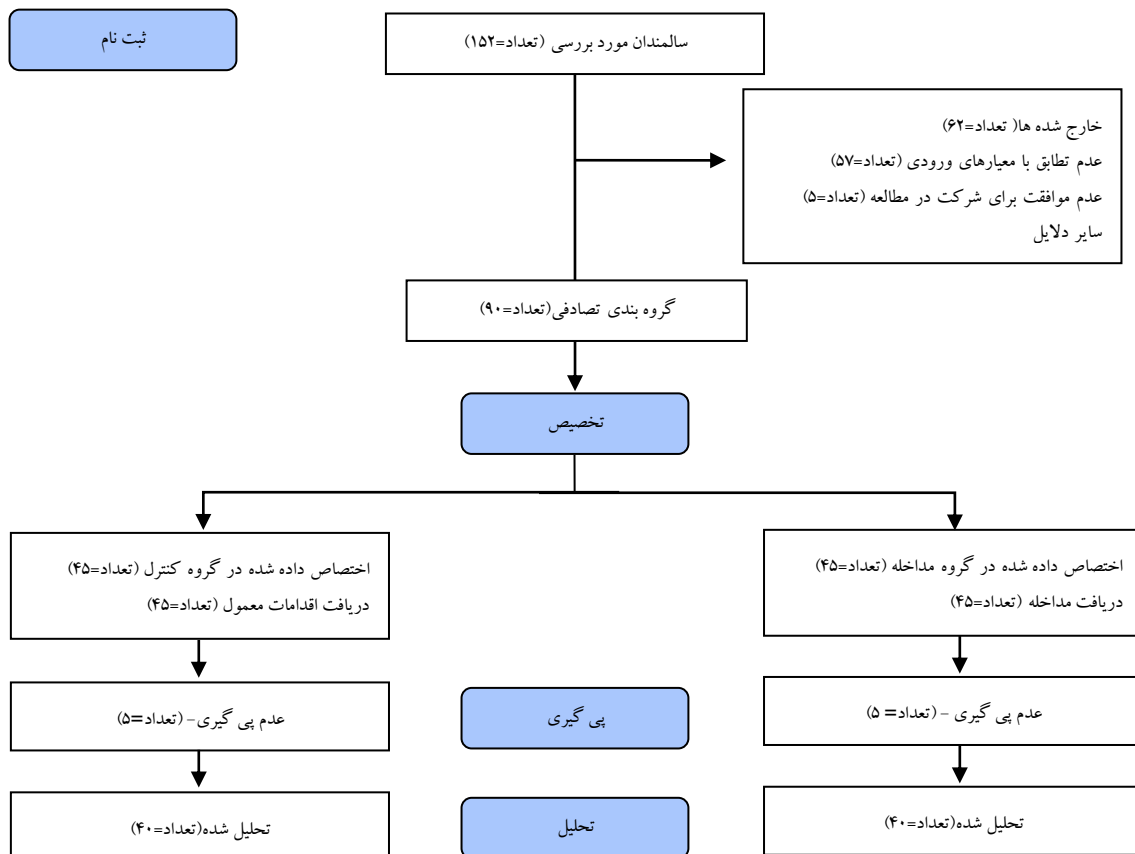 ثبت نام
سالمندان مورد بررسی (تعداد=۱۵۲)
خارج شده ها( تعداد=۶۲)
عدم تطابق با معیارهای ورودی (تعداد=۵۷)
عدم موافقت برای شرکت در مطالعه (تعداد=۵)
سایر دلایل
گروه بندی تصادفی(تعداد=۹۰)
تخصیص
اختصاص داده شده در گروه مداخله (تعداد=۴۵)
دریافت مداخله (تعداد=۴۵)
اختصاص داده شده در گروه کنترل (تعداد=۴۵)
دریافت اقدامات معمول (تعداد=۴۵)
عدم پی گیری - (تعداد= ۵)
پی گیری
عدم پی گیری- (تعداد=۵)
تحلیل شده(تعداد=۴۰)
تحلیل
تحلیل شده(تعداد=۴۰)